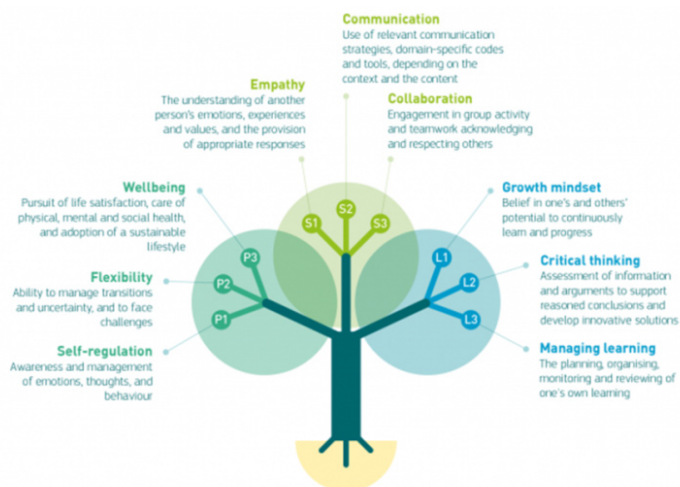 Communication
Use of relevant communication
strategies, domain-specific codes
and tools, depending on the
context and the content
Empathy
The understanding of another
person's emotions, experiences
and values, and the provision
of appropriate responses
Collaboration
Engagement in group activity
and teamwork acknowledging
and respecting others
Wellbeing
Pursuit of life satisfaction, care of
physical, mental and social health,
and adoption of a sustainable
lifestyle
Flexibility
Ability to manage transitions
and uncertainty, and to face
challenges
Self-regulation
Awareness and management
of emotions, thoughts, and
behaviour
P3
P2
P1
S1
S2
S3
L1
L2
L3
Growth mindset
Belief in one's and others'
potential to continuously
learn and progress
Critical thinking
Assessment of information
and arguments to support
reasoned conclusions and
develop innovative solutions
Managing learning
The planning, organising,
monitoring and reviewing of
one's own learning